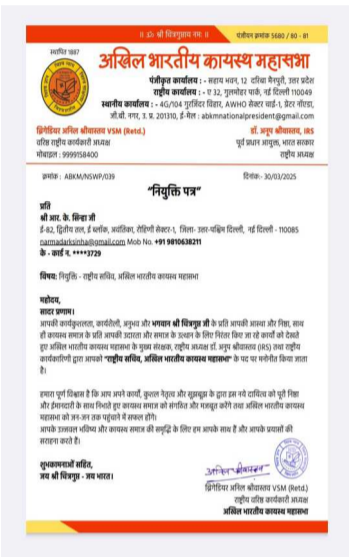 ॥ ॐ श्री चित्रगुप्ताय नमः ॥
पंजीयन क्रमांक 5680 / 80 - 81
स्थापित 1887
अखिल भारतीय कायस्थ महासभा
पंजीकृत कार्यालय : - सहाय भवन, 12 दरिबा मैनपुरी, उत्तर प्रदेश
राष्ट्रीय कार्यालय : - ए 32, गुलमोहर पार्क, नई दिल्ली 110049
स्थानीय कार्यालय : - 4G/104 गुरजिंदर विहार, AWHO सेक्टर चाई-1, ग्रेटर नॉएडा,
जी.बी. नगर, उ. प्र. 201310, ई-मेल : abkmnationalpresident@gmail.com
ब्रिगेडियर अनिल श्रीवास्तव VSM (Retd.)
वरिष्ठ राष्ट्रीय कार्यकारी अध्यक्ष
मोबाइल : 9999158400
डॉ. अनूप श्रीवास्तव, IRS
पूर्व प्रधान आयुक्त, भारत सरकार
राष्ट्रीय अध्यक्ष
क्रमांक : ABKM/NSWP/039
दिनांक:- 30/03/2025
“नियुक्ति पत्र”
प्रति
श्री आर. के. सिन्हा जी
ई-82, द्वितीय तल, ई ब्लॉक, अवंतिका, रोहिणी सेक्टर-1, जिला- उत्तर-पश्चिम दिल्ली, नई दिल्ली - 110085
narmadarksinha@gmail.com Mob No. +91 9810638211
के - कार्ड न. ****3729
विषय: नियुक्ति - राष्ट्रीय सचिव, अखिल भारतीय कायस्थ महासभा
महोदय,
सादर प्रणाम।
आपकी कार्यकुशलता, कार्यशैली, अनुभव और भगवान श्री चित्रगुप्त जी के प्रति आपकी आस्था और निष्ठा, साथ
ही कायस्थ समाज के प्रति आपकी उदारता और समाज के उत्थान के लिए निरंतर किए जा रहे कार्यों को देखते
हुए अखिल भारतीय कायस्थ महासभा के मुख्य संरक्षक, राष्ट्रीय अध्यक्ष डॉ. अनूप श्रीवास्तव (IRS) तथा राष्ट्रीय
कार्यकारिणी द्वारा आपको "राष्ट्रीय सचिव, अखिल भारतीय कायस्थ महासभा" के पद पर मनोनीत किया जाता
है।
हमारा पूर्ण विश्वास है कि आप अपने कार्यों, कुशल नेतृत्व और सूझबूझ के द्वारा इस नये दायित्व को पूरी निष्ठा
और ईमानदारी के साथ निभाते हुए कायस्थ समाज को संगठित और मजबूत करेंगे तथा अखिल भारतीय कायस्थ
महासभा को जन-जन तक पहुंचाने में सफल होंगे।
आपके उज्जवल भविष्य और कायस्थ समाज की समृद्धि के लिए हम आपके साथ हैं और आपके प्रयासों की
सराहना करते हैं।
शुभकामनाओं सहित,
जय श्री चित्रगुप्त - जय भारत।
ब्रिगेडियर अनिल श्रीवास्तव VSM (Retd.)
राष्ट्रीय वरिष्ठ कार्यकारी अध्यक्ष
अखिल भारतीय कायस्थ महासभा